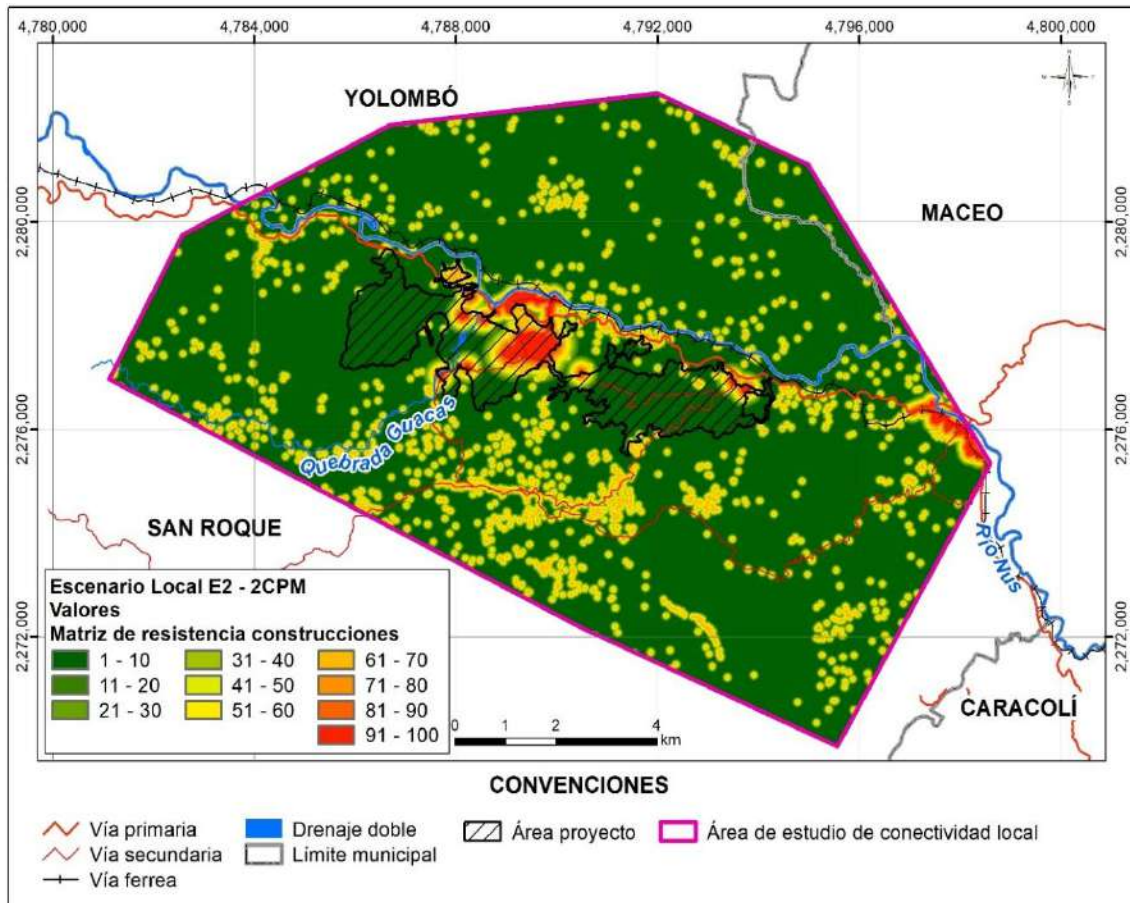 4,780,000 4,784,000 4,788,000 4,792,000 4,796,000 4,800,000
YOLOMBÓ
MACEO
2,280,000 2,280,000
2,276,000 2,276,000
Quebrada Guacas
SAN ROQUE
Río Nus
2,272,000 2,272,000
CARACOLÍ
Escenario Local E2 - 2CPM
Valores
Matriz de resistencia construcciones
1 - 10 31 - 40 61 - 70
11 - 20 41 - 50 71 - 80
21 - 30 51 - 60 81 - 90
91 - 100
0 1 2 4
km
CONVENCIONES
Vía primaria Drenaje doble Área proyecto Área de estudio de conectividad local
Vía secundaria Límite municipal
Vía ferrea